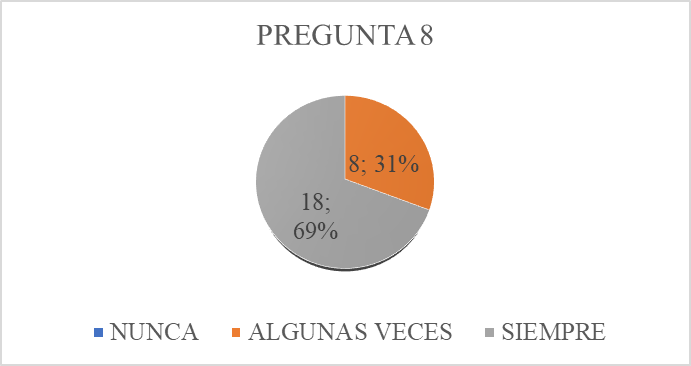 PREGUNTA 8
8; 31%
18;
69%
NUNCA ALGUNAS VECES SIEMPRE